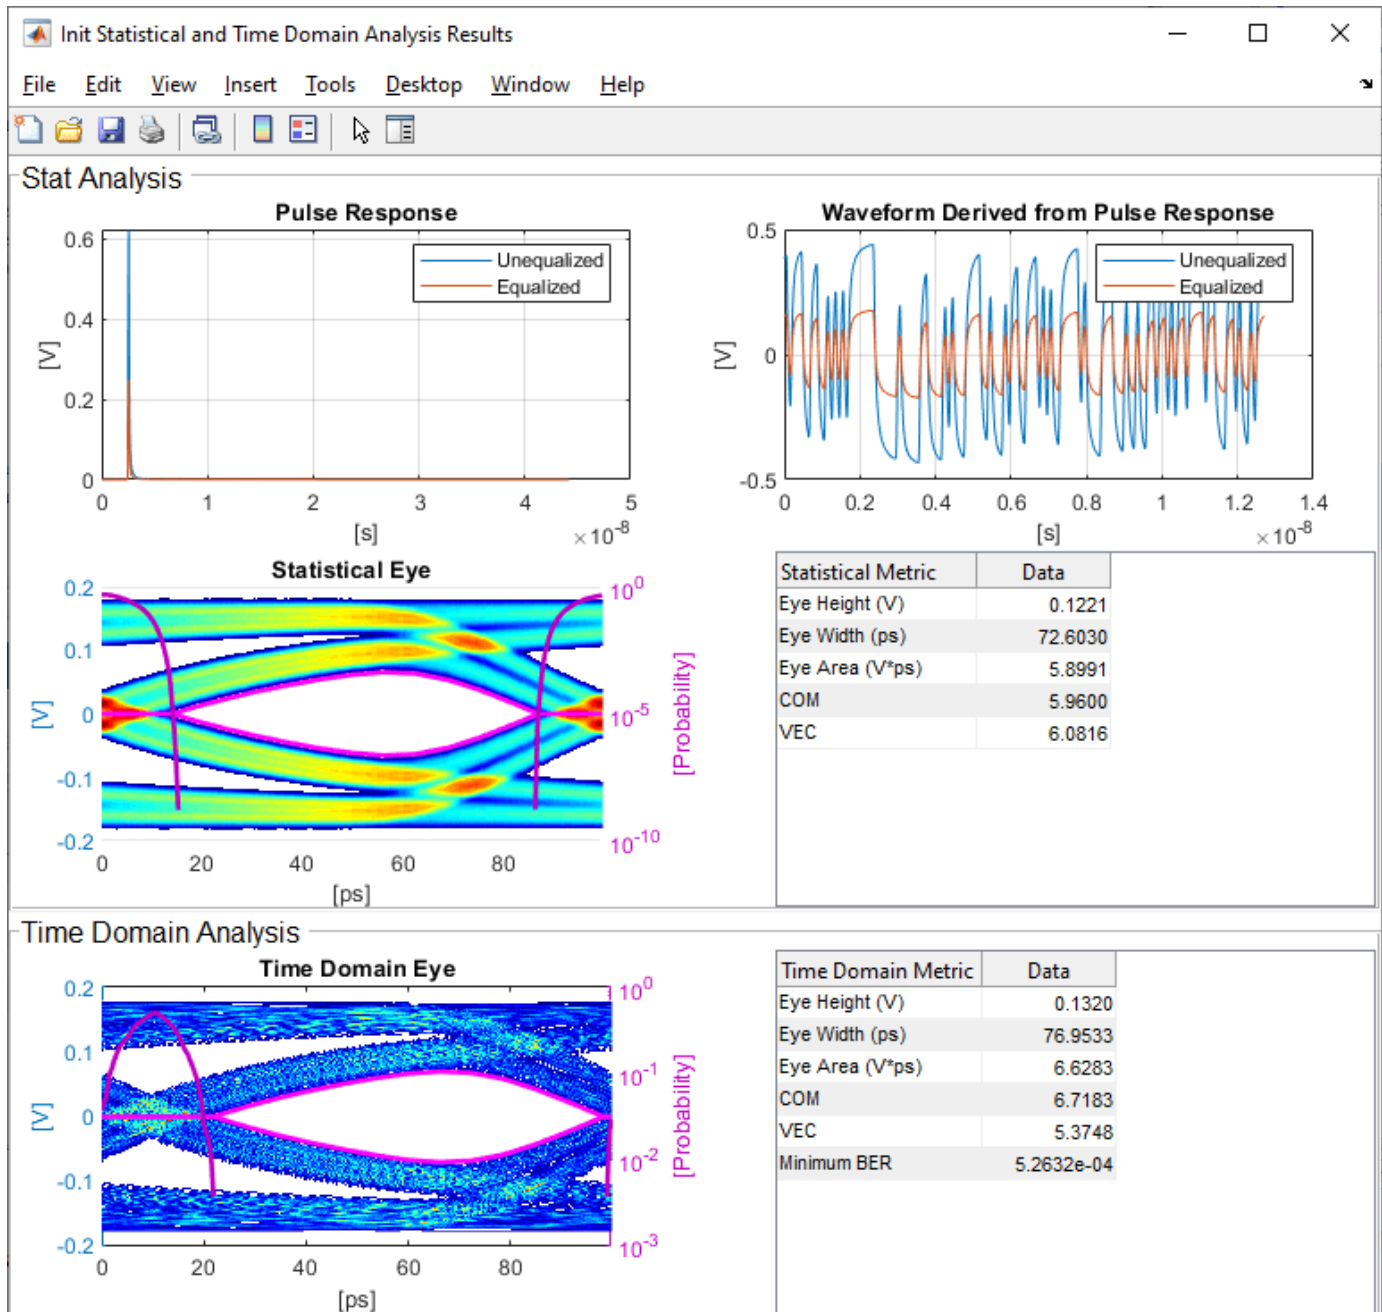 Init Statistical and Time Domain Analysis Results
File Edit View Insert Tools Desktop Window Help
Stat Analysis
Pulse Response
0.6
0.4
0.2
0
[V]
Unequalized
Equalized
0 1 2 3 4 5
[s]
×10-8
Waveform Derived from Pulse Response
0.5
0
-0.5
[V]
Unequalized
Equalized
0 0.2 0.4 0.6 0.8 1 1.2 1.4
[s]
×10-8
Statistical Eye
0.2
0.1
0
-0.1
-0.2
[V]
100
10-5
10-10
[Probability]
0 20 40 60 80
[ps]
Statistical Metric Data
Eye Height (V) 0.1221
Eye Width (ps) 72.6030
Eye Area (V*ps) 5.8991
COM 5.9600
VEC 6.0816
Time Domain Analysis
Time Domain Eye
0.2
0.1
0
-0.1
-0.2
[V]
100
10-1
10-2
10-3
[Probability]
0 20 40 60 80
[ps]
Time Domain Metric Data
Eye Height (V) 0.1320
Eye Width (ps) 76.9533
Eye Area (V*ps) 6.6283
COM 6.7183
VEC 5.3748
Minimum BER 5.2632e-04